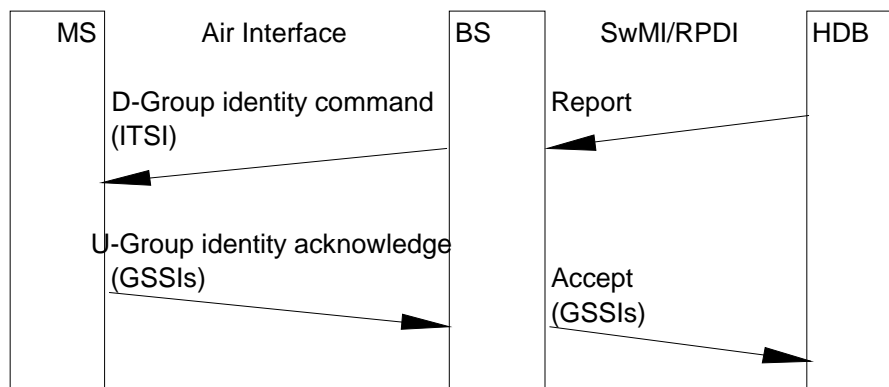 MS Air Interface BS SwMI/RPDI HDB
D-Group identity command
(ITSI)
Report
U-Group identity acknowledge
(GSSIs)
Accept
(GSSIs)